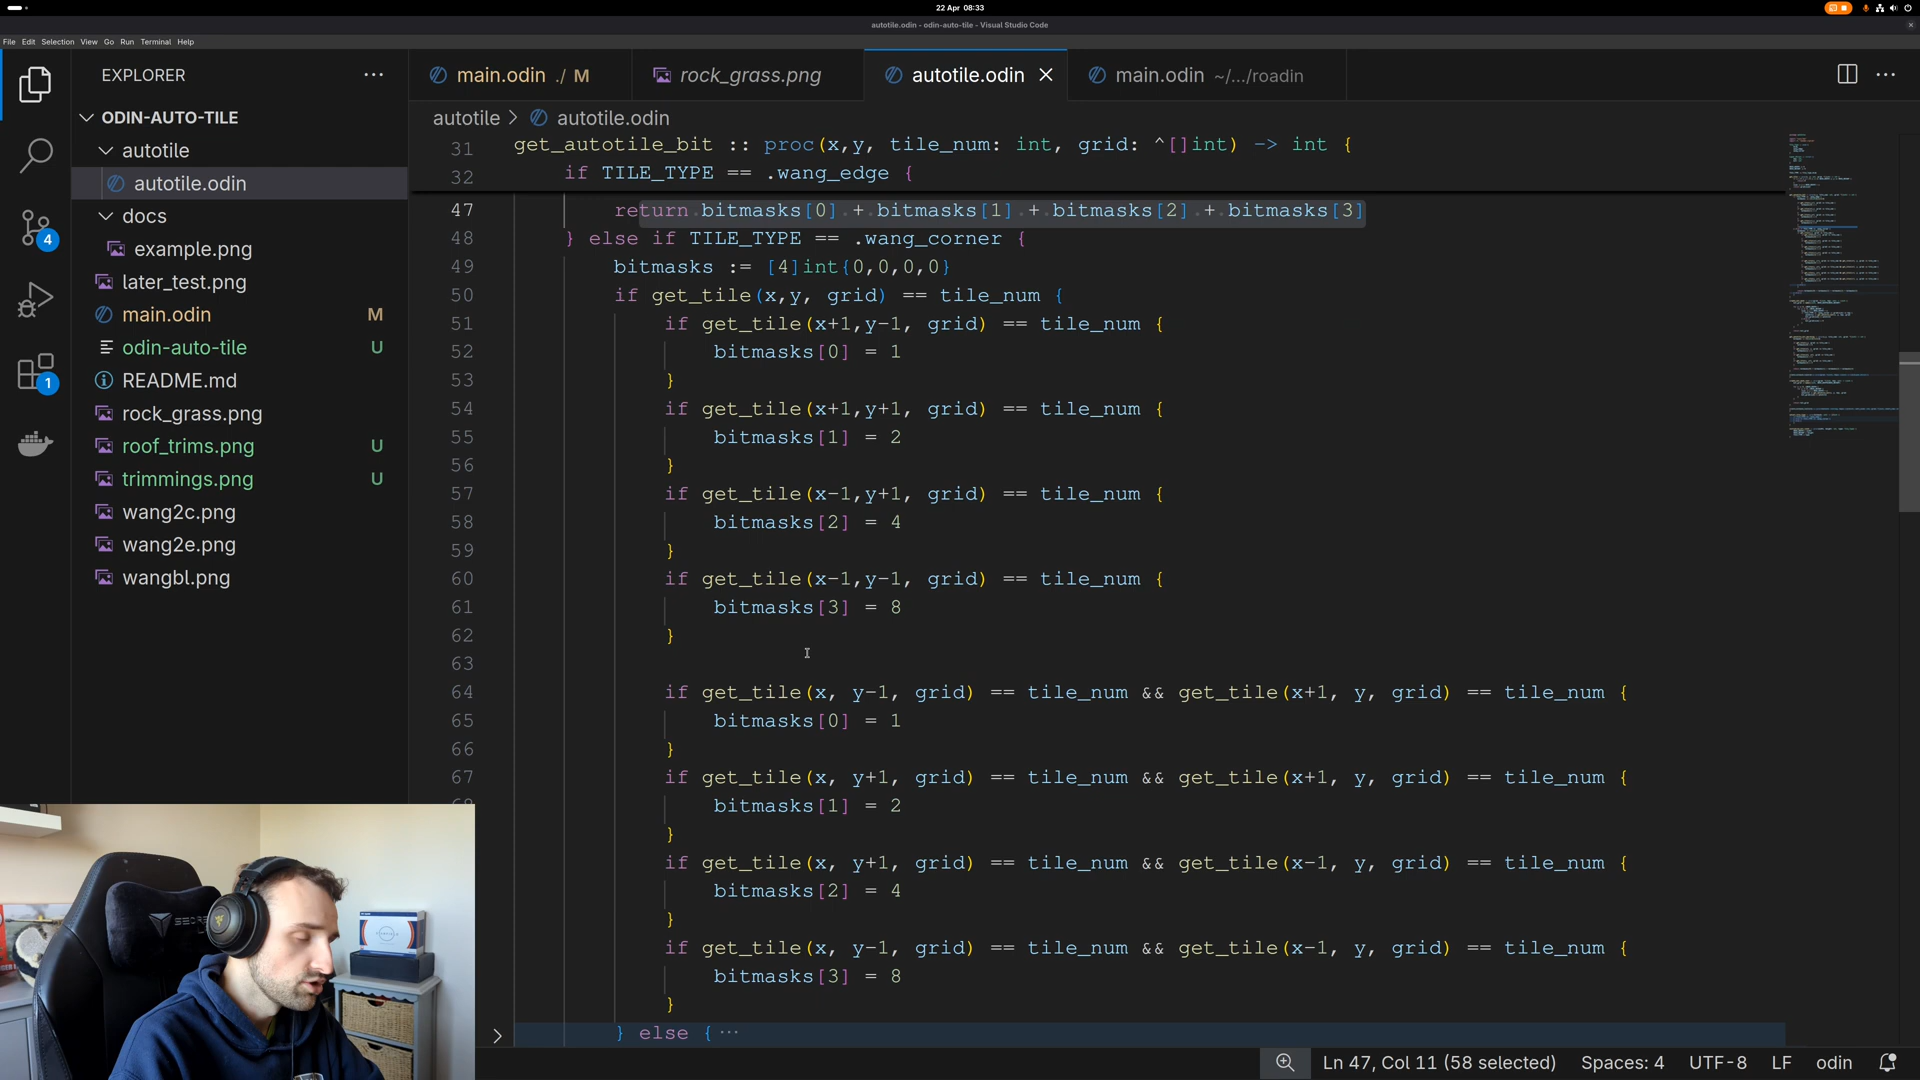 22 Apr 08:33
autotile.odin - odin-auto-tile - Visual Studio Code
File Edit Selection View Go Run Terminal Help
EXPLORER
ODIN-AUTO-TILE
autotile
autotile.odin
docs
example.png
later_test.png
main.odin M
odin-auto-tile U
README.md
rock_grass.png
roof_trims.png U
trimmings.png U
wang2c.png
wang2e.png
wangbl.png
4
1
main.odin ./ M
rock_grass.png
autotile.odin
main.odin ~/.../roadin
autotile > autotile.odin
31 get_autotile_bit :: proc(x,y, tile_num: int, grid: ^[]int) -> int {
32 if TILE_TYPE == .wang_edge {
47 return bitmasks[0] + bitmasks[1] + bitmasks[2] + bitmasks[3]
48 } else if TILE_TYPE == .wang_corner {
49 bitmasks := [4]int{0,0,0,0}
50 if get_tile(x,y, grid) == tile_num {
51 if get_tile(x+1,y-1, grid) == tile_num {
52 bitmasks[0] = 1
53 }
54 if get_tile(x+1,y+1, grid) == tile_num {
55 bitmasks[1] = 2
56 }
57 if get_tile(x-1,y+1, grid) == tile_num {
58 bitmasks[2] = 4
59 }
60 if get_tile(x-1,y-1, grid) == tile_num {
61 bitmasks[3] = 8
62 }
63
64 if get_tile(x, y-1, grid) == tile_num && get_tile(x+1, y, grid) == tile_num {
65 bitmasks[0] = 1
66 }
67 if get_tile(x, y+1, grid) == tile_num && get_tile(x+1, y, grid) == tile_num {
bitmasks[1] = 2
}
if get_tile(x, y+1, grid) == tile_num && get_tile(x-1, y, grid) == tile_num {
bitmasks[2] = 4
}
if get_tile(x, y-1, grid) == tile_num && get_tile(x-1, y, grid) == tile_num {
bitmasks[3] = 8
}
} else { ...
Ln 47, Col 11 (58 selected) Spaces: 4 UTF-8 LF odin